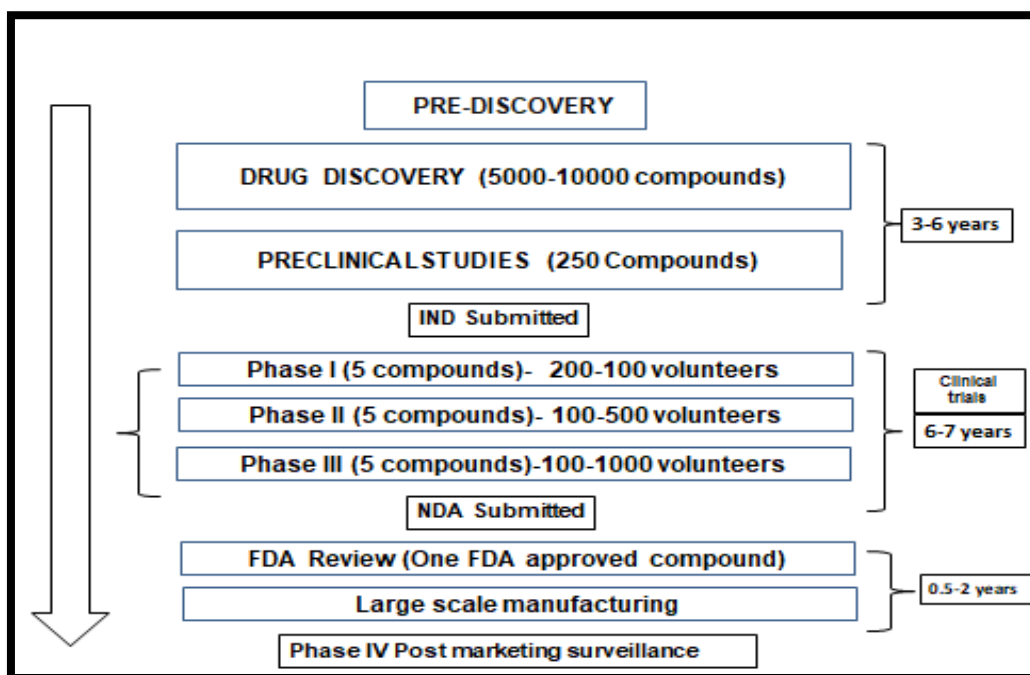 PRE-DISCOVERY
DRUG DISCOVERY (5000-10000 compounds)
3-6 years
PRECLINICAL STUDIES (250 Compounds)
IND Submitted
Phase I (5 compounds)- 200-100 volunteers
Clinical
trials
Phase II (5 compounds)- 100-500 volunteers
6-7 years
Phase III (5 compounds)-100-1000 volunteers
NDA Submitted
FDA Review (One FDA approved compound)
0.5-2 years
Large scale manufacturing
Phase IV Post marketing surveillance